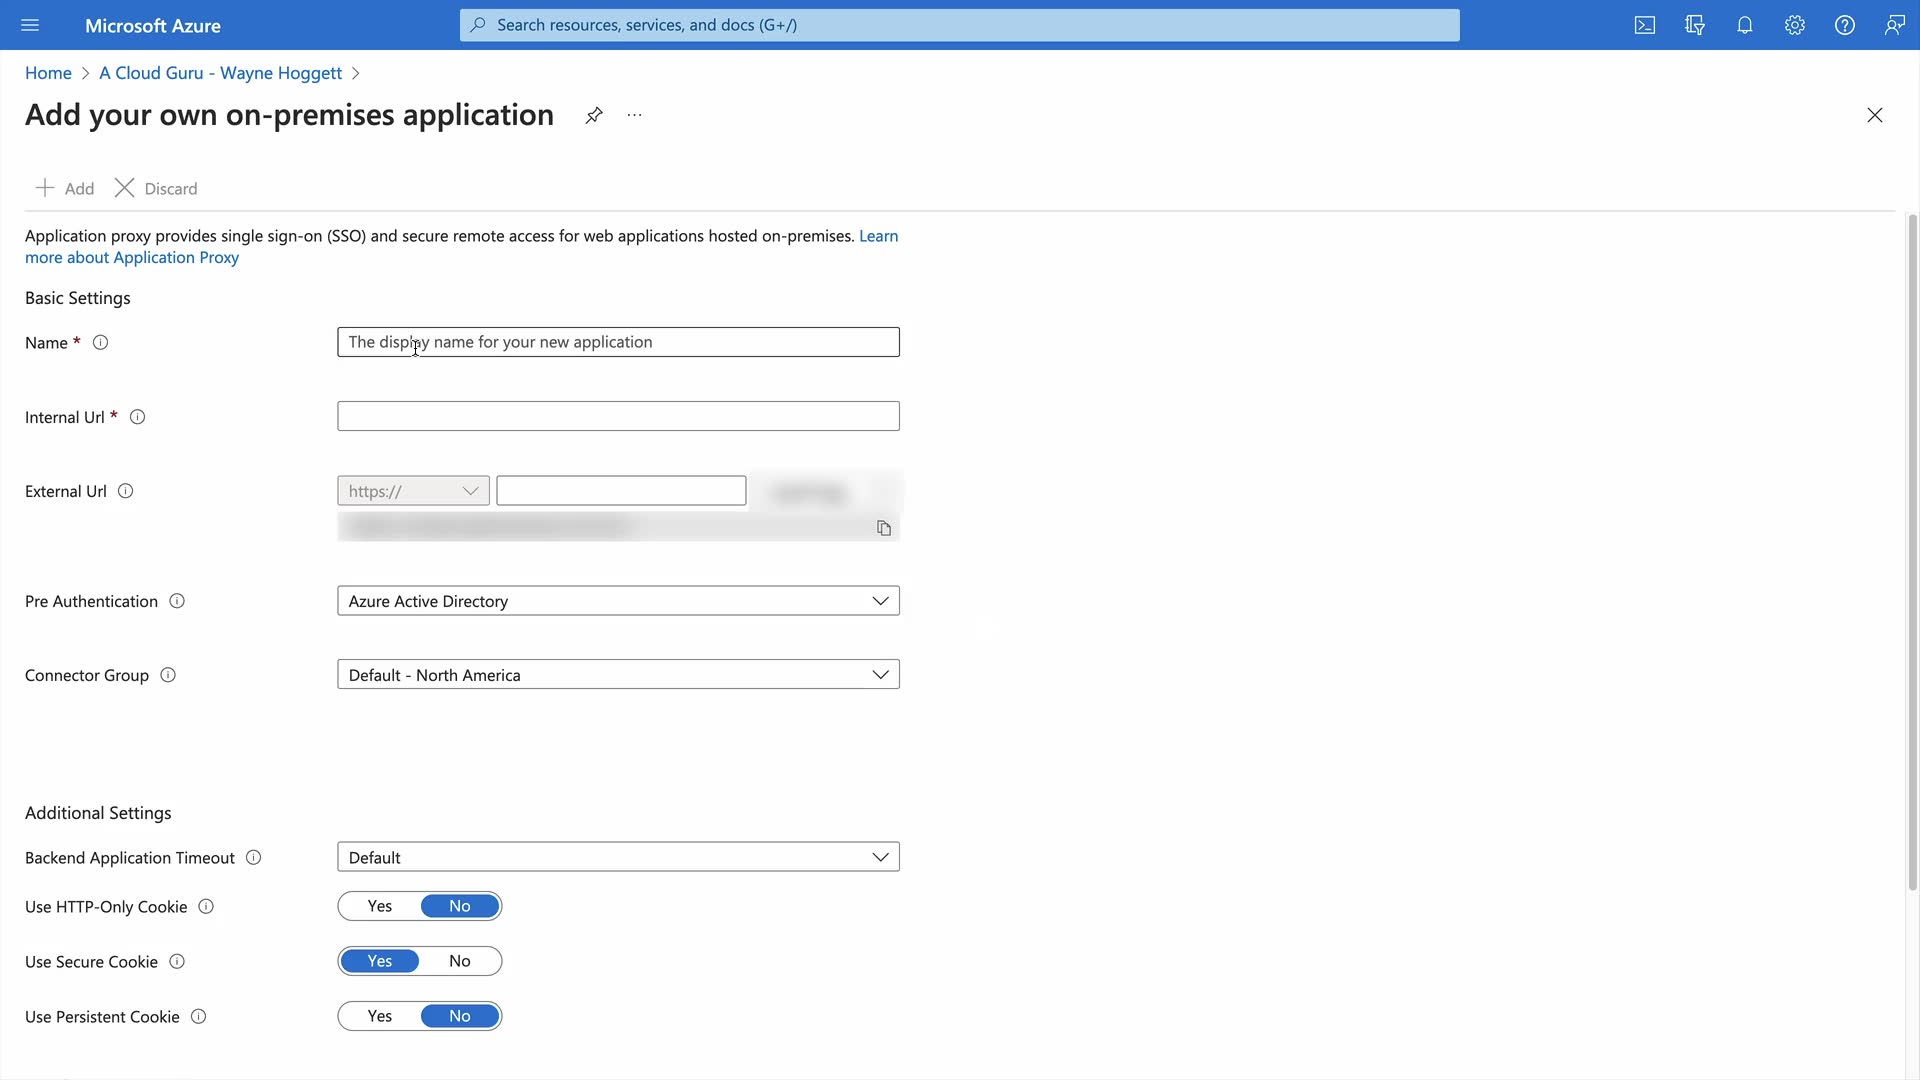 Microsoft Azure
Search resources, services, and docs (G+/)
Home > A Cloud Guru - Wayne Hoggett >
Add your own on-premises application ...
Add Discard
Application proxy provides single sign-on (SSO) and secure remote access for web applications hosted on-premises. Learn
more about Application Proxy
Basic Settings
Name *
The display name for your new application
Internal Url *
External Url
https://
Pre Authentication
Azure Active Directory
Connector Group
Default - North America
Additional Settings
Backend Application Timeout
Default
Use HTTP-Only Cookie
Yes No
Use Secure Cookie
Yes No
Use Persistent Cookie
Yes No